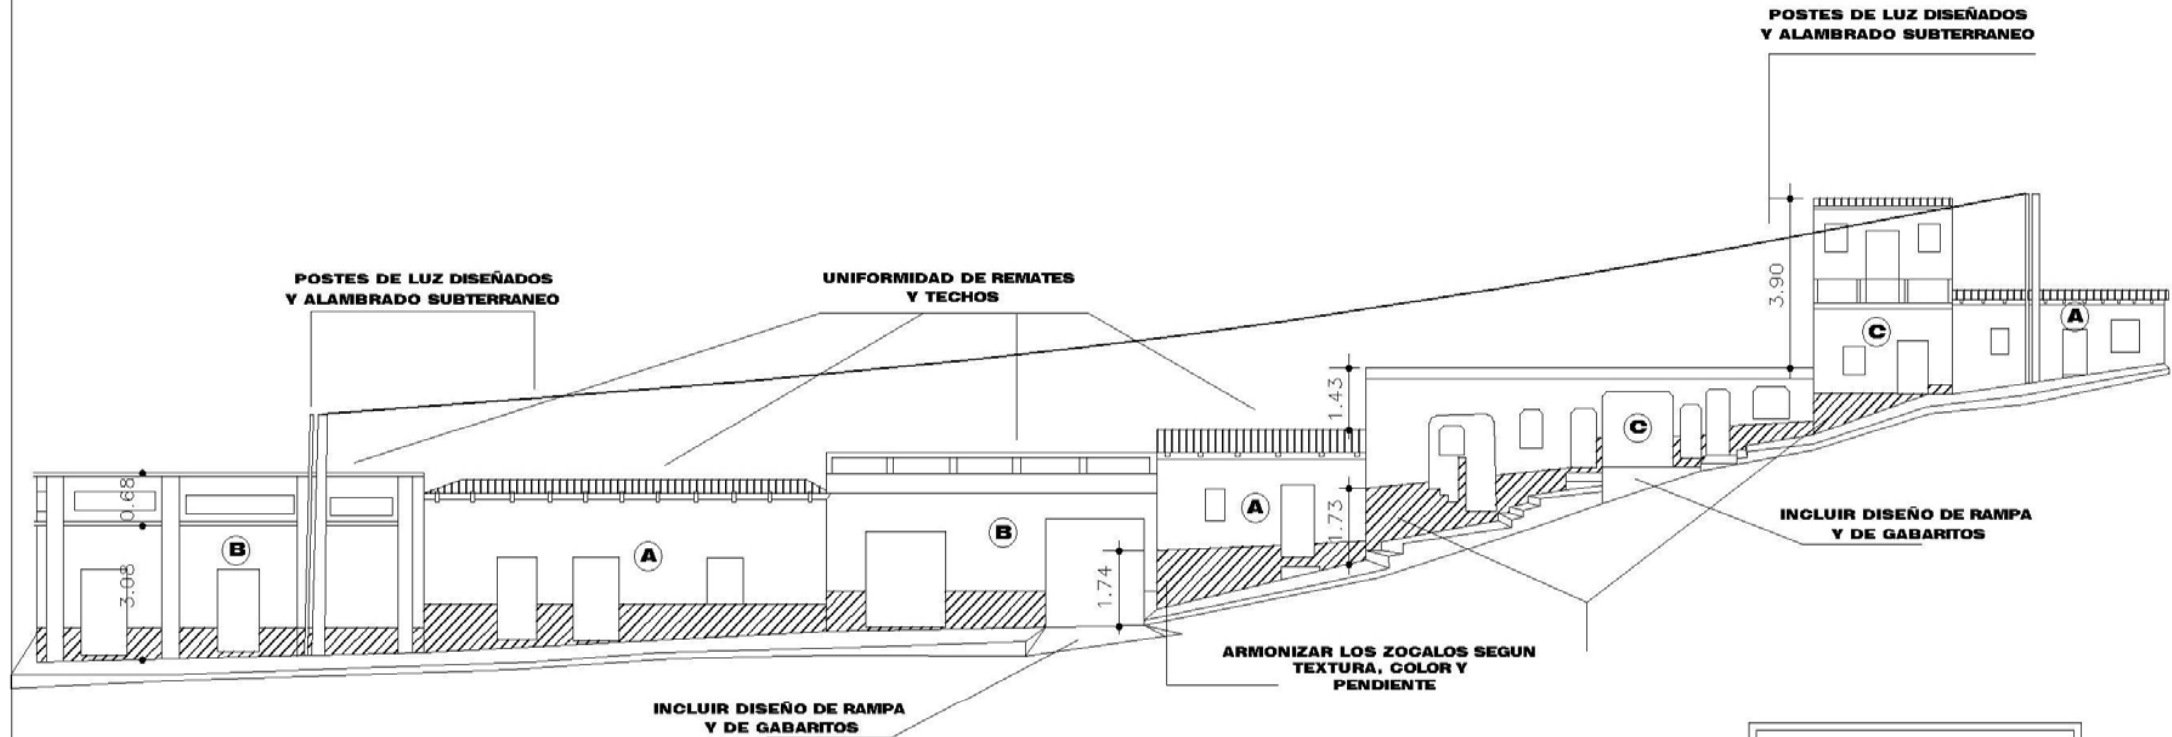 POSTES DE LUZ DISEÑADOS
Y ALAMBRADO SUBTERRANEO
POSTES DE LUZ DISEÑADOS
Y ALAMBRADO SUBTERRANEO
UNIFORMIDAD DE REMATES
Y TECHOS
3.90
C
A
1.43
C
0.68
B
3.08
A
B
1.74
A
1.73
INCLUIR DISEÑO DE RAMPA
Y DE GABARITOS
ARMONIZAR LOS ZOCALOS SEGUN
TEXTURA, COLOR Y
PENDIENTE
INCLUIR DISEÑO DE RAMPA
Y DE GABARITOS